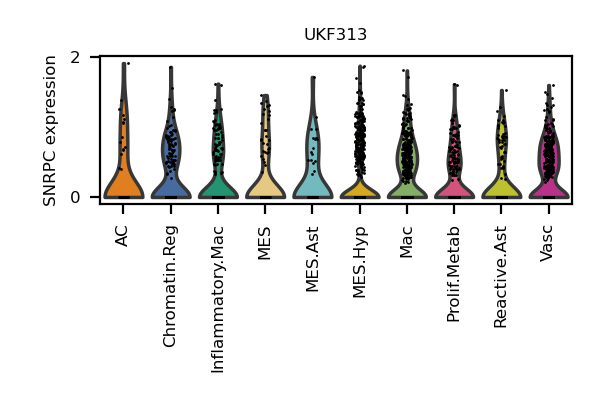 UKF313
SNRPC expression
2
0
AC
Chromatin.Reg
Inflammatory.Mac
MES
MES.Ast
MES.Hyp
Mac
Prolif.Metab
Reactive.Ast
Vasc